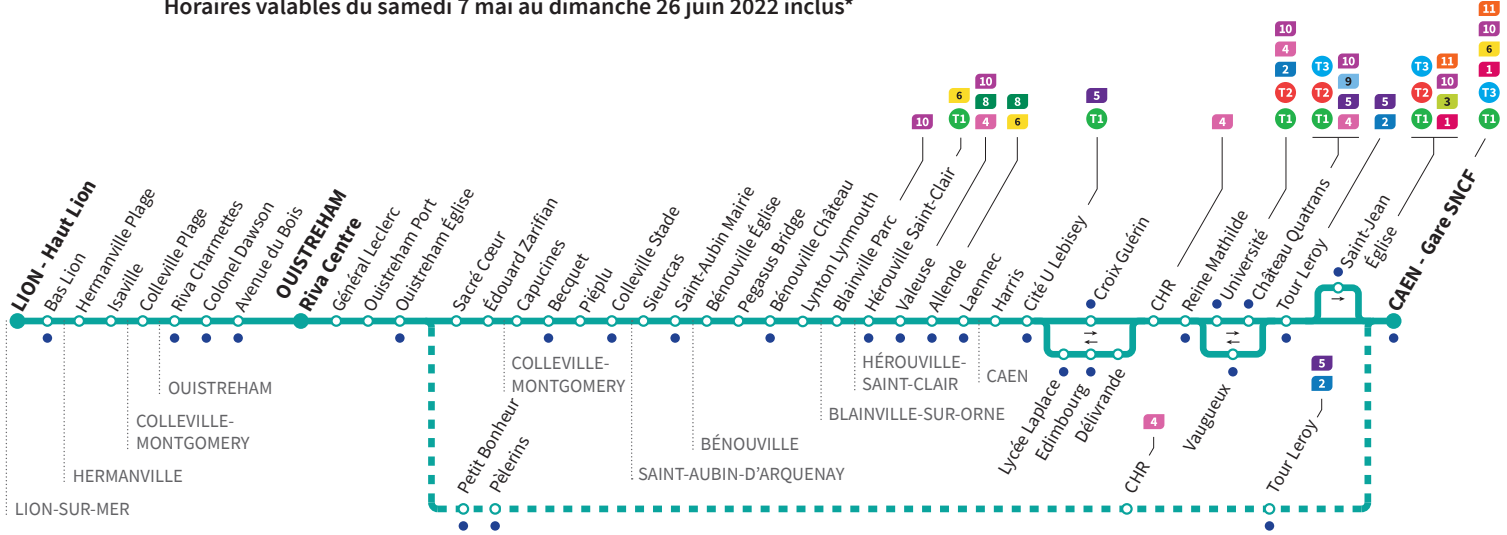 Horaires valables du samedi 7 mai au dimanche 26 juin 2022 inclus*
LION - Haut Lion
Bas Lion
Hermanville Plage
Isaville
Colleville Plage
Riva Charmettes
Colonel Dawson
Avenue du Bois
OUISTREHAM
Riva Centre
Général Leclerc
Ouistreham Port
Ouistreham Église
Sacré Cœur
Édouard Zarifian
Capucines
Becquet
Piéplu
Colleville Stade
Sieurcas
Saint-Aubin Mairie
Bénouville Église
Pegasus Bridge
Bénouville Château
Lynton Lynmouth
Blainville Parc
10
Hérouville Saint-Clair
6
T1
Valeuse
10
8
4
Allende
8
6
Laennec
Harris
Cité U Lebisey
5
T1
Croix Guérin
CHR
4
Reine Mathilde
Université
10
4
2
T2
T1
Château Quatrans
T3 10
T2 9
5
T1 4
Tour Leroy
5
2
Saint-Jean
Église
T3 11
T2 10
3
T1 1
CAEN - Gare SNCF
11
10
6
1
T3
T1
→
←
→
←
→
Lycée Laplace
Edimbourg
Délivrande
Vaugueux
LION-SUR-MER
HERMANVILLE
COLLEVILLE-
MONTGOMERY
OUISTREHAM
COLLEVILLE-
MONTGOMERY
SAINT-AUBIN-D'ARQUENAY
BÉNOUVILLE
BLAINVILLE-SUR-ORNE
HÉROUVILLE-
SAINT-CLAIR
CAEN
Petit Bonheur
Pèlerins
CHR
4
Tour Leroy
5
2